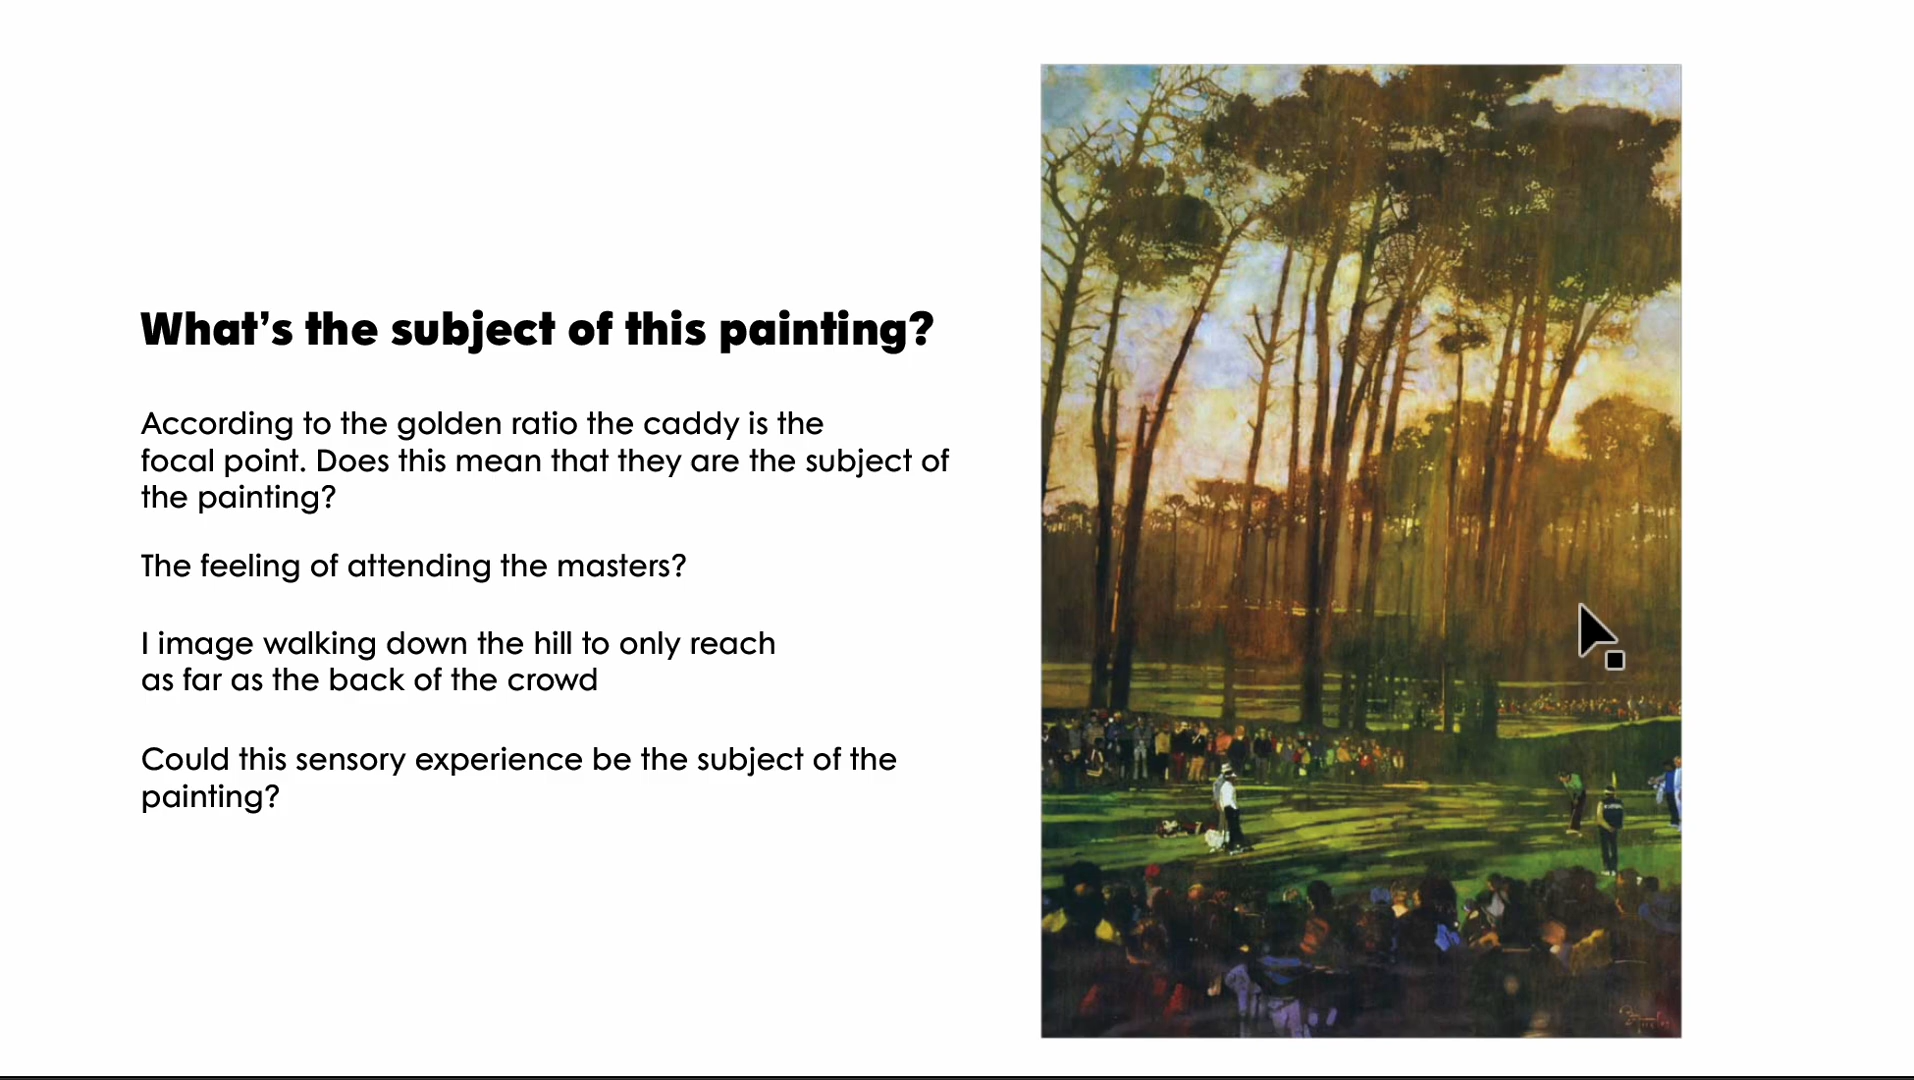 What's the subject of this painting?
According to the golden ratio the caddy is the
focal point. Does this mean that they are the subject of
the painting?
The feeling of attending the masters?
I image walking down the hill to only reach
as far as the back of the crowd
Could this sensory experience be the subject of the
painting?